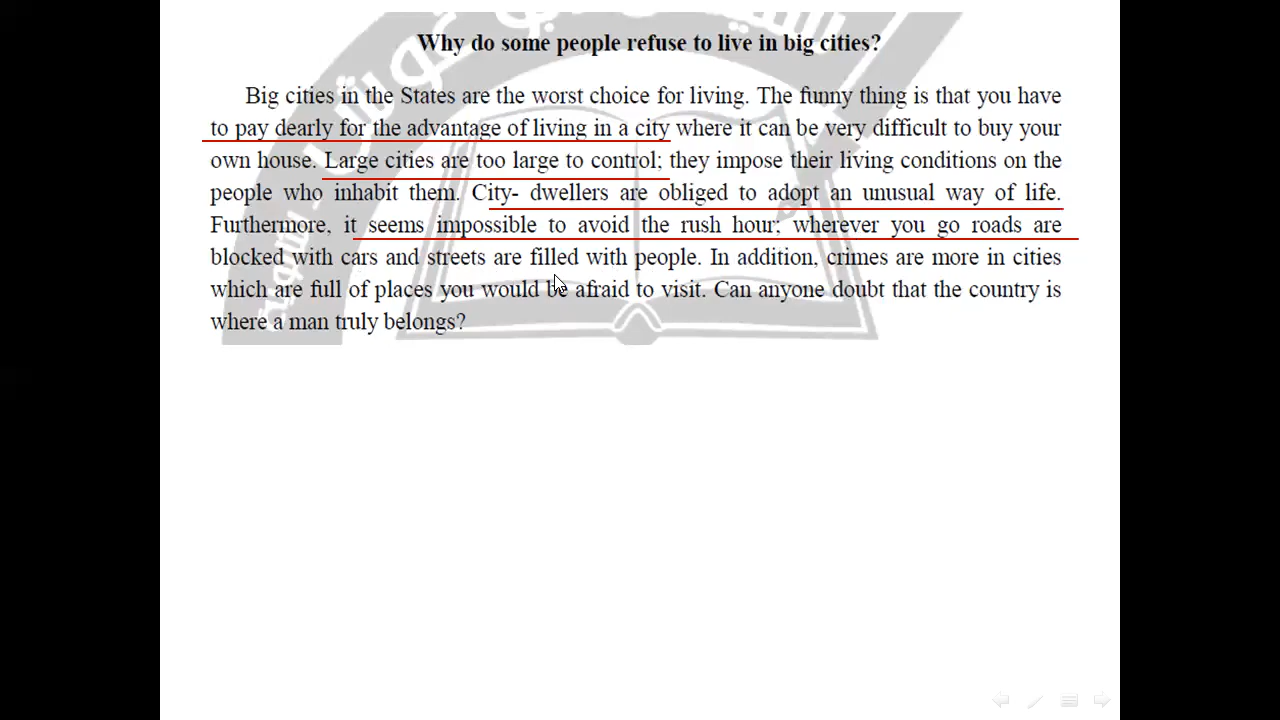 Why do some people refuse to live in big cities?
Big cities in the States are the worst choice for living. The funny thing is that you have
to pay dearly for the advantage of living in a city where it can be very difficult to buy your
own house. Large cities are too large to control; they impose their living conditions on the
people who inhabit them. City- dwellers are obliged to adopt an unusual way of life.
Furthermore, it seems impossible to avoid the rush hour; wherever you go roads are
blocked with cars and streets are filled with people. In addition, crimes are more in cities
which are full of places you would be afraid to visit. Can anyone doubt that the country is
where a man truly belongs?